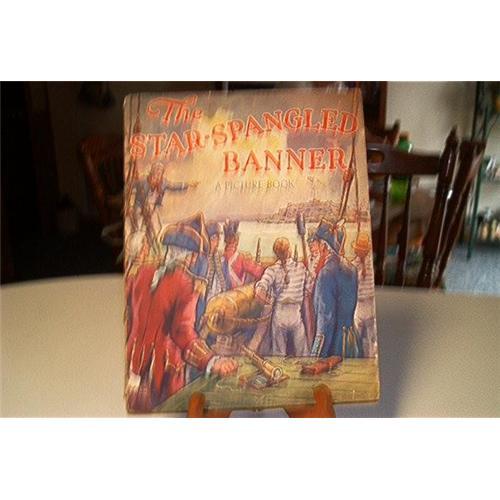 The
STAR-SPANGLED
BANNER
A PICTURE BOOK